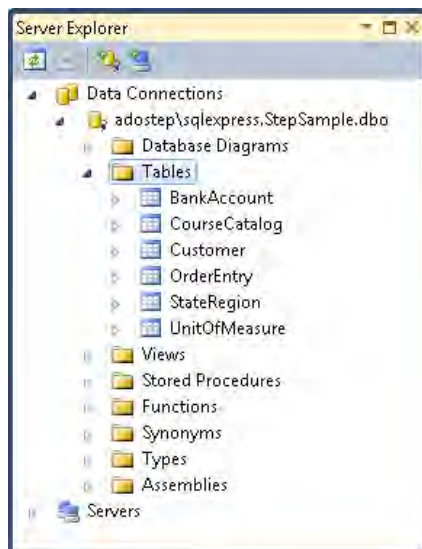 Server Explorer
Data Connections
adostep\sqlexpress.StepSample.dbo
Database Diagrams
Tables
BankAccount
CourseCatalog
Customer
OrderEntry
StateRegion
UnitOfMeasure
Views
Stored Procedures
Functions
Synonyms
Types
Assemblies
Servers